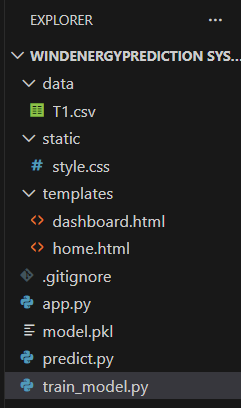 EXPLORER ...
WINDENERGYPREDICTION SYS...
data
T1.csv
static
# style.css
templates
<> dashboard.html
<> home.html
.gitignore
app.py
model.pkl
predict.py
train_model.py